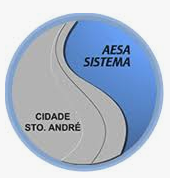 AESA
SISTEMA
CIDADE
STO. ANDRÉ